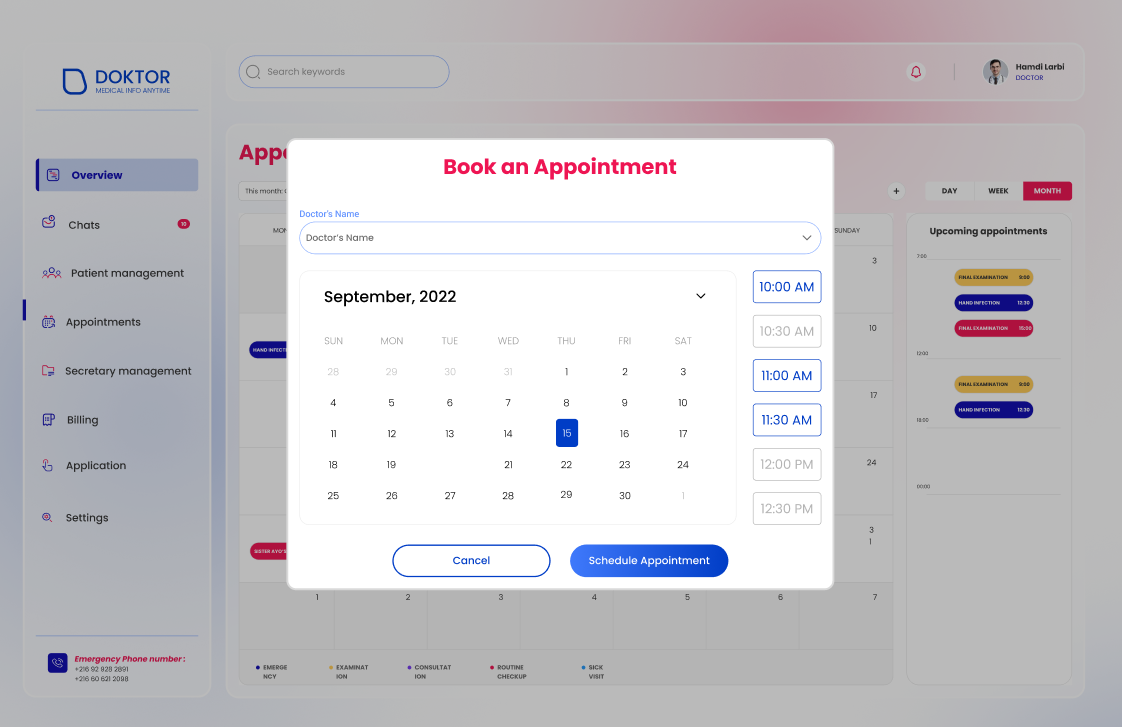 DOKTOR
MEDICAL INFO ANYTIME
Search keywords
Hamdi Larbi
DOCTOR
Overview
Chats
10
Patient management
Appointments
Secretary management
Billing
Application
Settings
Emergency Phone number :
+216 92 928 2891
+216 60 621 2098
Appo
This month:
DAY WEEK MONTH
MON
SUNDAY
3
10
17
24
3
1
HAND INFECTI
SISTER AYO'S
1 2 3 4 5 6 7
EMERGE
NCY
EXAMINAT
ION
CONSULTAT
ION
ROUTINE
CHECKUP
SICK
VISIT
Upcoming appointments
7:00
FINAL EXAMINATION 9:00
HAND INFECTION 12:30
FINAL EXAMINATION 15:00
12:00
FINAL EXAMINATION 9:00
HAND INFECTION 12:30
00:00
Book an Appointment
Doctor's Name
Doctor's Name
September, 2022
SUN MON TUE WED THU FRI SAT
28 29 30 31 1 2 3
4 5 6 7 8 9 10
11 12 13 14 15 16 17
18 19 21 22 23 24
25 26 27 28 29 30 1
10:00 AM
10:30 AM
11:00 AM
11:30 AM
12:00 PM
12:30 PM
Cancel
Schedule Appointment